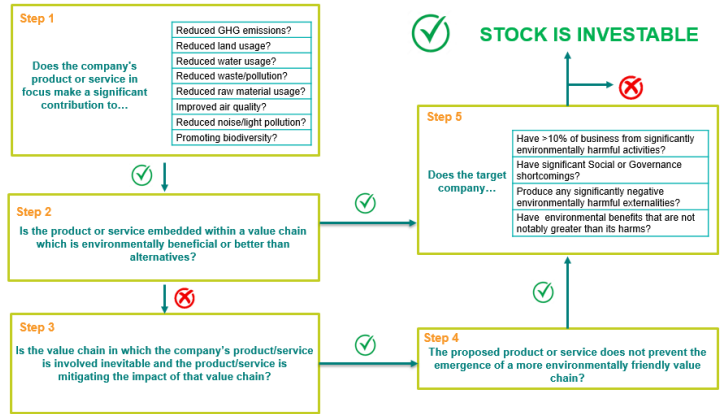 Step 1
Does the company's
product or service in
focus make a significant
contribution to…
Reduced GHG emissions?
Reduced land usage?
Reduced water usage?
Reduced waste/pollution?
Reduced raw material usage?
Improved air quality?
Reduced noise/light pollution?
Promoting biodiversity?
Step 2
Is the product or service embedded within a value chain
which is environmentally beneficial or better than
alternatives?
Step 3
Is the value chain in which the company's product/service
is involved inevitable and the product/service is
mitigating the impact of that value chain?
Step 4
The proposed product or service does not prevent the
emergence of a more environmentally friendly value
chain?
Step 5
Does the target
company…
Have >10% of business from significantly
environmentally harmful activities?
Have significant Social or Governance
shortcomings?
Produce any significantly negative
environmentally harmful externalities?
Have environmental benefits that are not
notably greater than its harms?
STOCK IS INVESTABLE